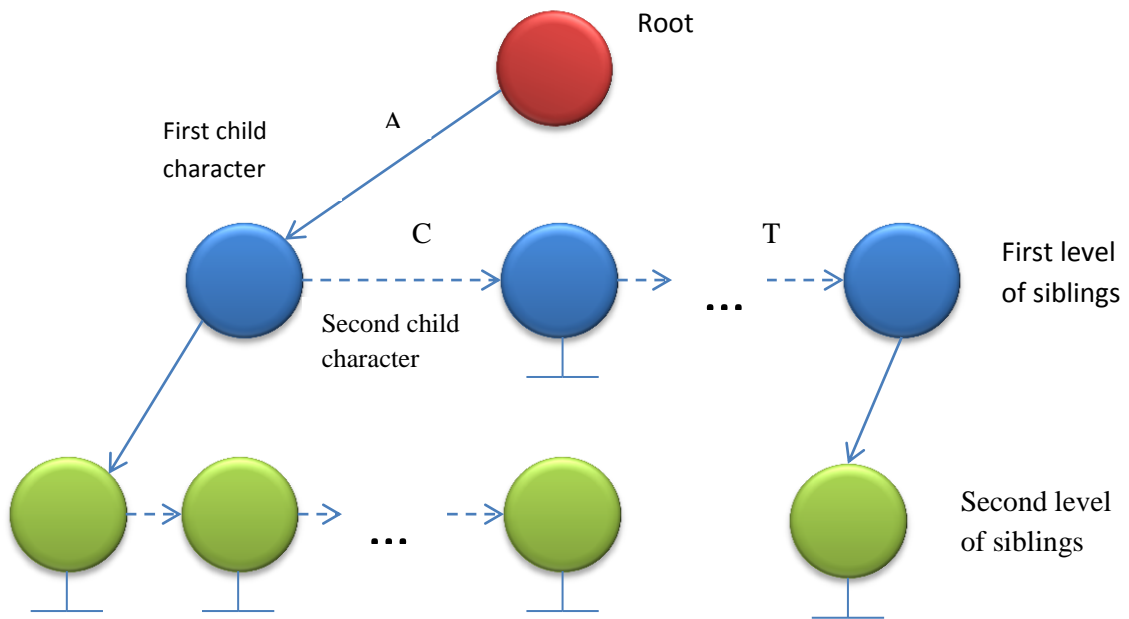 Root
A
First child
character
C
T
First level
of siblings
...
Second child
character
Second level
of siblings
...